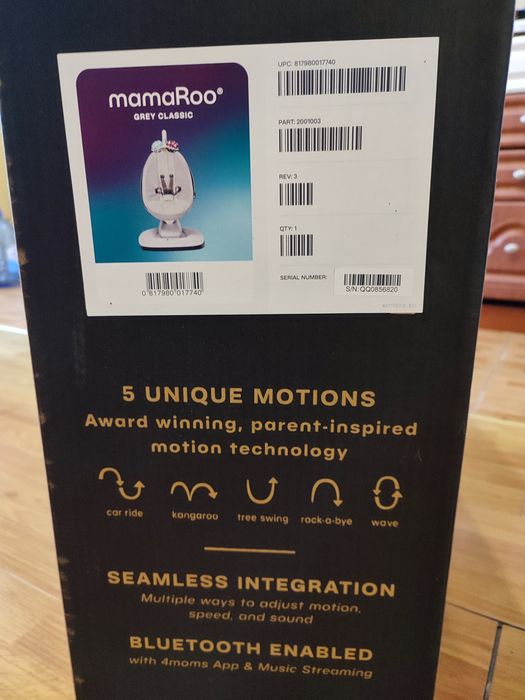 mamaRoo®
GREY CLASSIC
0 817980 017740
UPC: 817980017740
PART: 2001003
REV: 3
QTY: 1
SERIAL NUMBER:
S/N: QQ0856820
5 UNIQUE MOTIONS
Award winning, parent-inspired
motion technology
car ride
kangaroo
tree swing
rock-a-bye
wave
SEAMLESS INTEGRATION
Multiple ways to adjust motion,
speed, and sound
BLUETOOTH ENABLED
with 4moms App & Music Streaming